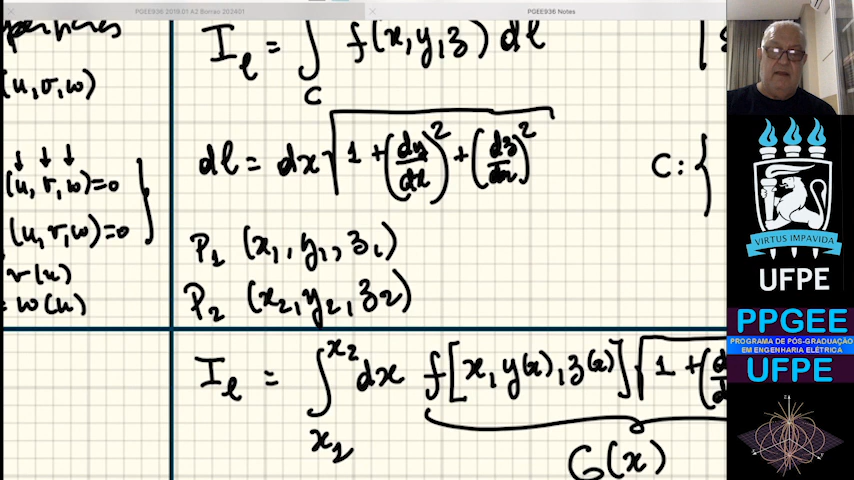 PGEE936 2019.01 A2 Borrao 202401
PGEE936 Notes
(u, v, w)
(u, v, w) = 0
(u, v, w) = 0
v(u)
= w(u)
I_l = ∫_C f(x, y, z) dl
dl = dx √(1 + (dy/dx)² + (dz/dx)²)
P₁ (x₁, y₁, z₁)
P₂ (x₂, y₂, z₂)
C: {
I_l = ∫_{x₁}^{x₂} dx f[x, y(x), z(x)] √(1 + (d
G(x)
VIRTUS IMPAVIDA
UFPE
PPGEE
PROGRAMA DE PÓS-GRADUAÇÃO
EM ENGENHARIA ELÉTRICA
UFPE